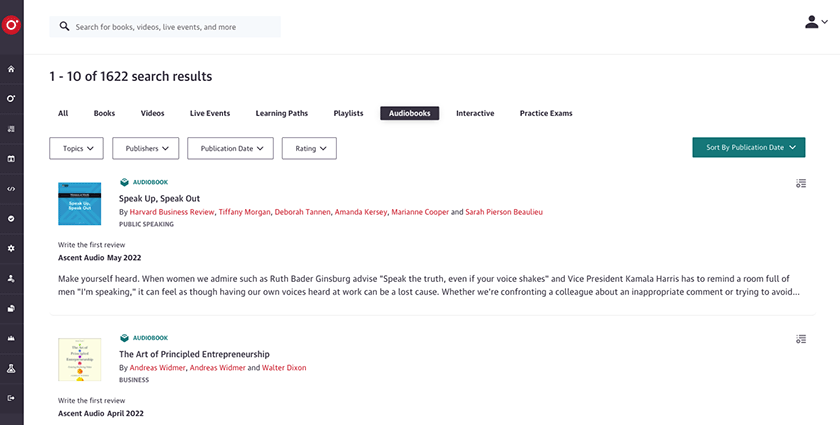 Search for books, videos, live events, and more
1 - 10 of 1622 search results
All Books Videos Live Events Learning Paths Playlists Audiobooks Interactive Practice Exams
Topics Publishers Publication Date Rating Sort By Publication Date
AUDIOBOOK
Speak Up, Speak Out
Speak Up,
Speak Out
By Harvard Business Review, Tiffany Morgan, Deborah Tannen, Amanda Kersey, Marianne Cooper and Sarah Pierson Beaulieu
PUBLIC SPEAKING
Write the first review
Ascent Audio May 2022
Make yourself heard. When women we admire such as Ruth Bader Ginsburg advise "Speak the truth, even if your voice shakes" and Vice President Kamala Harris has to remind a room full of
men "I'm speaking," it can feel as though having our own voices heard at work can be a lost cause. Whether we're confronting a colleague about an inappropriate comment or trying to avoid...
AUDIOBOOK
The Art of Principled Entrepreneurship
The Art of
Principled
Entrepreneurship
By Andreas Widmer, Andreas Widmer and Walter Dixon
BUSINESS
Write the first review
Ascent Audio April 2022